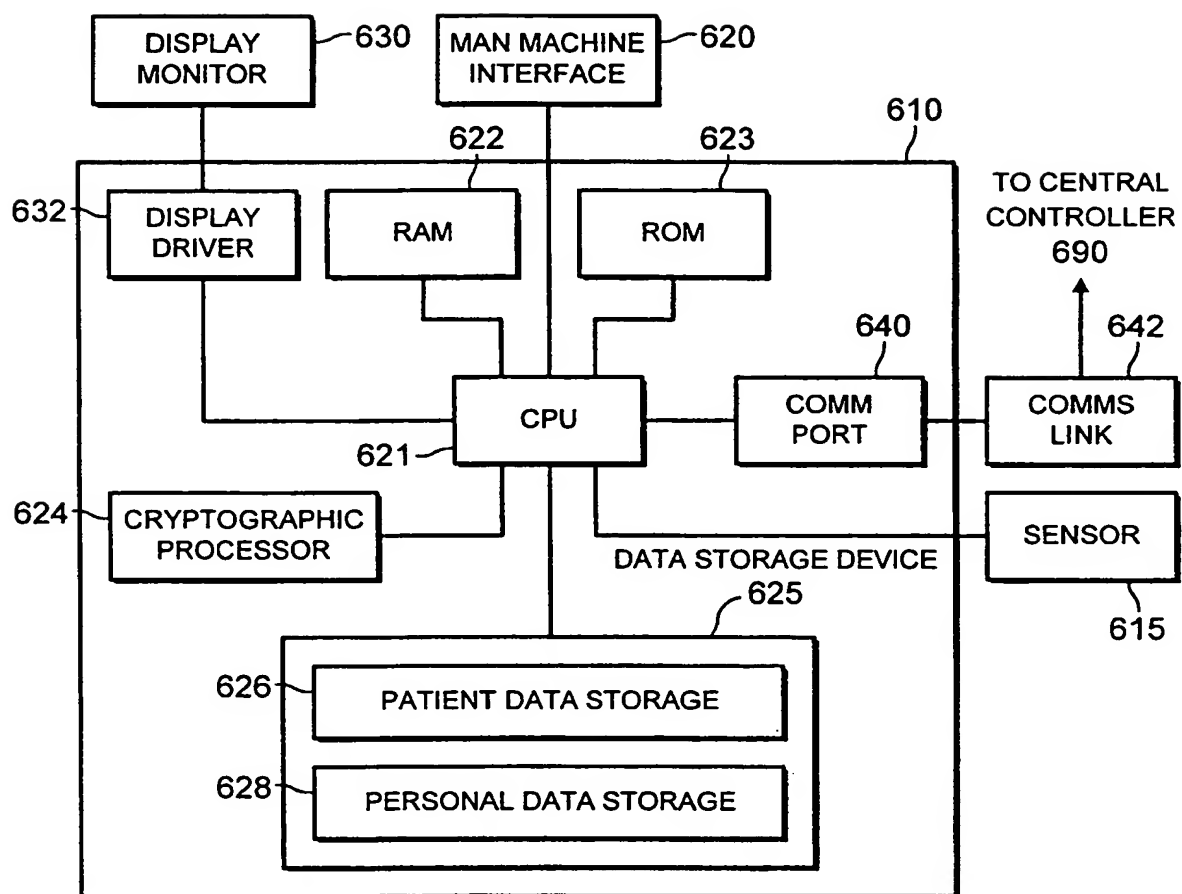 DISPLAY
MONITOR
630
MAN MACHINE
INTERFACE
620
610
622
623
632
DISPLAY
DRIVER
RAM
ROM
TO CENTRAL
CONTROLLER
690
640
642
CPU
621
COMM
PORT
COMMS
LINK
624
CRYPTOGRAPHIC
PROCESSOR
SENSOR
615
DATA STORAGE DEVICE
625
626
PATIENT DATA STORAGE
628
PERSONAL DATA STORAGE